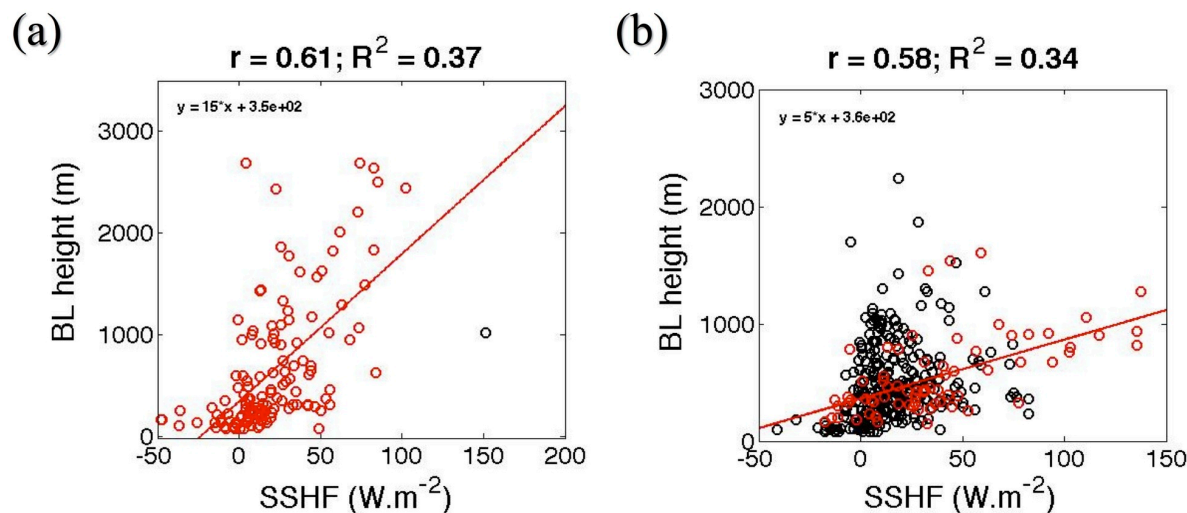 (a)
r = 0.61; R² = 0.37
y = 15*x + 3.5e+02
BL height (m)
3000
2000
1000
0
-50
0
50
100
150
200
SSHF (W.m⁻²)
(b)
r = 0.58; R² = 0.34
y = 5*x + 3.6e+02
BL height (m)
3000
2000
1000
0
-50
0
50
100
150
SSHF (W.m⁻²)